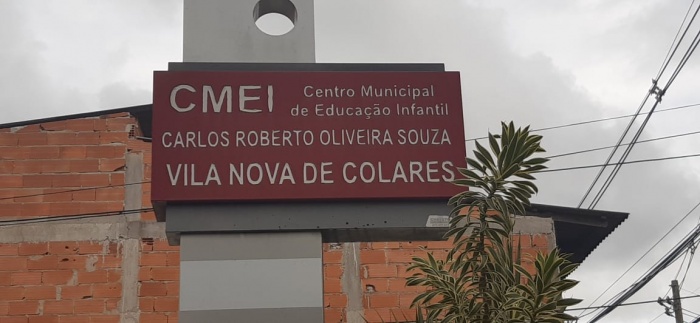 CMEI Centro Municipal
de Educação Infantil
CARLOS ROBERTO OLIVEIRA SOUZA
VILA NOVA DE COLARES